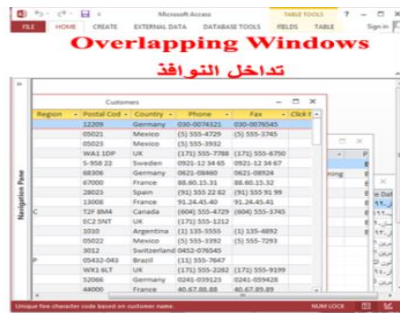 Microsoft Access
TABLE TOOLS
Sign in
FILE HOME CREATE EXTERNAL DATA DATABASE TOOLS FIELDS TABLE
Overlapping Windows
تداخل النوافذ
Customers
Region Postal Cod Country Phone Fax Click t
12209 Germany 030-0074321 030-0076545
05021 Mexico (5) 555-4729 (5) 555-3745
05023 Mexico (5) 555-3932
WA1 1DP UK (171) 555-7788 (171) 555-6750
S-958 22 Sweden 0921-12 34 65 0921-12 34 67
68306 Germany 0621-08460 0621-08924
67000 France 88.60.15.31 88.60.15.32
28023 Spain (91) 555 22 82 (91) 555 91 99
13008 France 91.24.45.40 91.24.45.41
C T2F 8M4 Canada (604) 555-4729 (604) 555-3745
EC2 5NT UK (171) 555-1212
1010 Argentina (1) 135-5555 (1) 135-4892
05022 Mexico (5) 555-3392 (5) 555-7293
3012 Switzerland 0452-076545
P 05432-043 Brazil (11) 555-7647
WX1 6LT UK (171) 555-2282 (171) 555-9199
52066 Germany 0241-039123 0241-059428
44000 France 40.67.88.88 40.67.89.89
Navigation Pane
Unique five character code based on customer name.
NUM LOCK